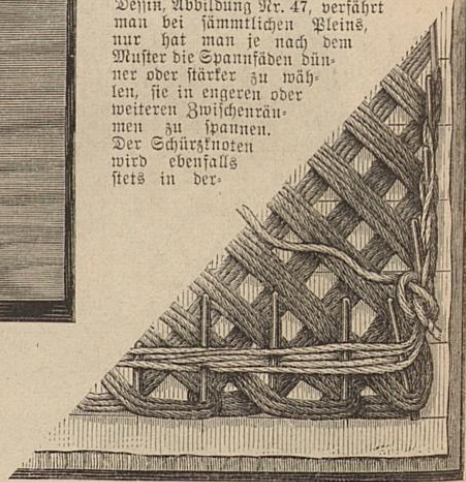 Dessin, Abbildung Nr. 47, verfährt
man bei sämmtlichen Pleins,
nur hat man je nach dem
Muster die Spannfäden dün-
ner oder stärker zu wäh-
len, sie in engeren oder
weiteren Zwischenräu-
men zu spannen.
Der Schürzknoten
wird ebenfalls
stets in der-